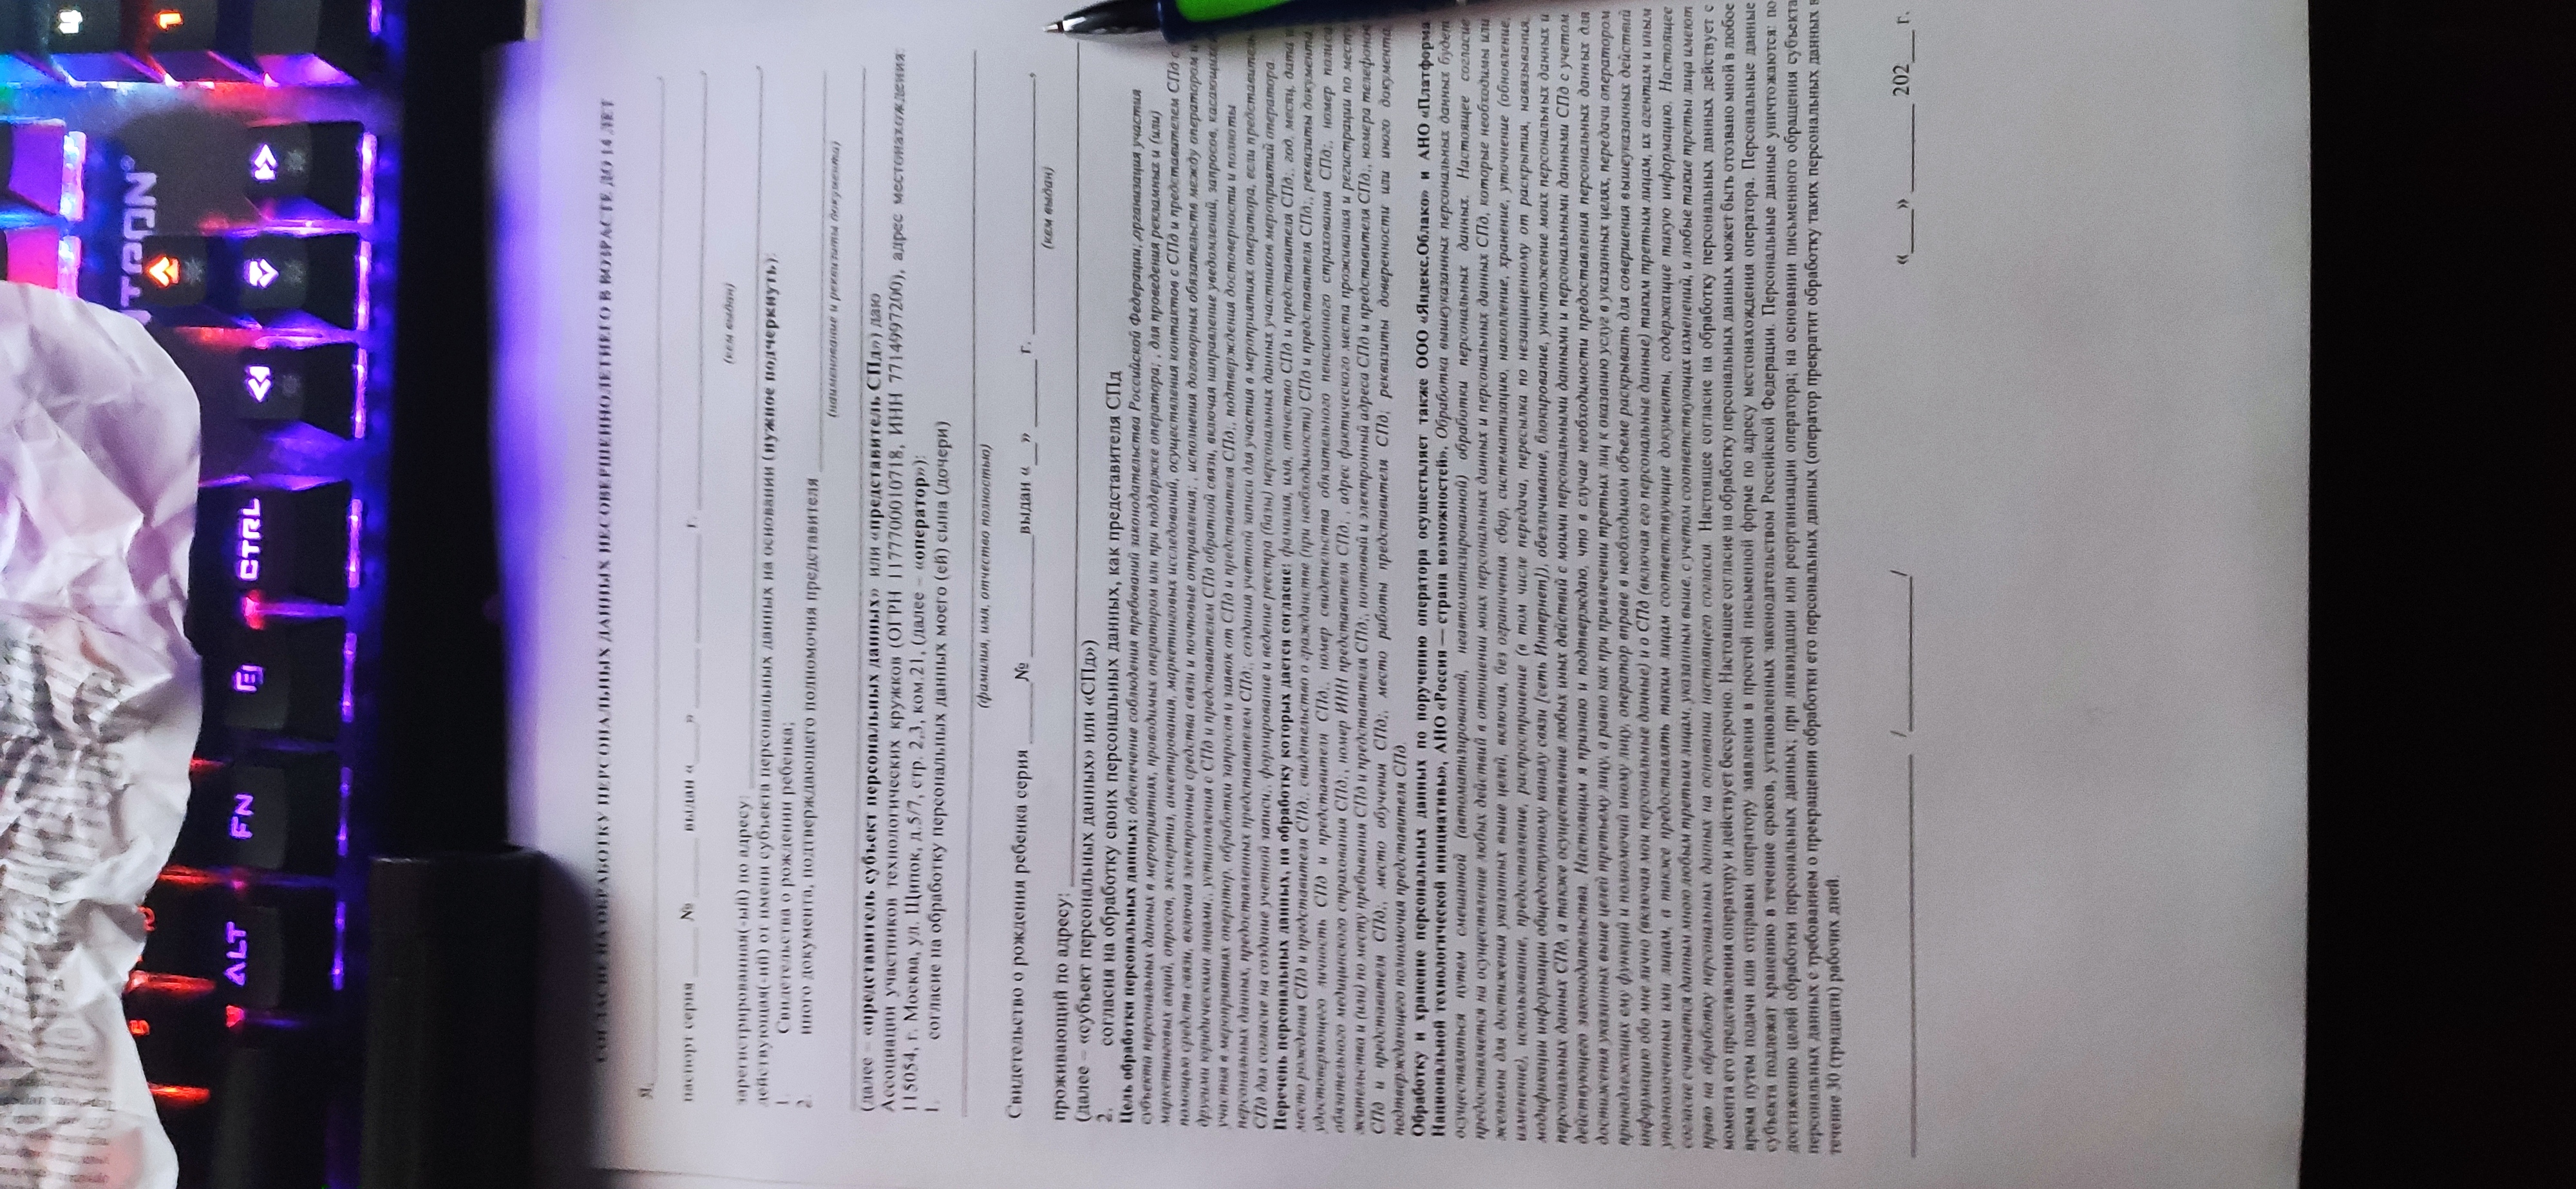 4
TRON®
1
ALT
FN
CTRL
СОГЛАСИЕ НА ОБРАБОТКУ ПЕРСОНАЛЬНЫХ ДАННЫХ НЕСОВЕРШЕННОЛЕТНЕГО В ВОЗРАСТЕ ДО 14 ЛЕТ
Я, ,
паспорт серия _____ № ______ выдан «____» ______ ___________ г. ,
(кем выдан)
зарегистрированная(-ый) по адресу: ,
действующая(-ий) от имени субъекта персональных данных на основании (нужное подчеркнуть):
1. Свидетельства о рождении ребенка;
2. иного документа, подтверждающего полномочия представителя
(наименование и реквизиты документа)
(далее – «представитель субъект персональных данных» или «представитель СПд») даю
Ассоциации участников технологических кружков (ОГРН 1177700010718, ИНН 7714997200), адрес местонахождения:
115054, г. Москва, ул. Щипок, д.5/7, стр. 2,3, ком.21, (далее – «оператор»):
1. согласие на обработку персональных данных моего (ей) сына (дочери)
(фамилия, имя, отчество полностью)
Свидетельство о рождения ребенка серия ______№ ____________выдан «__» _______ г. ,
(кем выдан)
проживающий по адресу:
(далее – «субъект персональных данных» или «СПд»)
2. согласия на обработку своих персональных данных, как представителя СПд
Цель обработки персональных данных: обеспечение соблюдения требований законодательства Российской Федерации; ,организация участия
субъекта персональных данных в мероприятиях, проводимых оператором или при поддержке оператора; , для проведения рекламных и (или)
маркетинговых акций, опросов, экспертиз, анкетирования, маркетинговых исследований, осуществления контактов с СПд и представителем СПд с
помощью средств связи, включая электронные средства связи и почтовые отправления; , исполнения договорных обязательств между оператором и
другими юридическими лицами;, установления с СПд и представителем СПд обратной связи, включая направление уведомлений, запросов, касающихся
участия в мероприятиях оператор, обработки запросов и заявок от СПд и представителя СПд;, подтверждения достоверности и полноты
персональных данных, предоставленных представителем СПд;, создания учетной записи для участия в мероприятиях оператора, если представитель
СПд дал согласие на создание учетной записи;, формирование и ведение реестра (базы) персональных данных участников мероприятий оператора.
Перечень персональных данных, на обработку которых дается согласие: фамилия, имя, отчество СПд и представителя СПд;, год, месяц, дата и
место рождения СПд и представителя СПд;, свидетельство о гражданстве (при необходимости) СПд и представителя СПд;, реквизиты документа,
удостоверяющего личность СПд и представителя СПд;, номер свидетельства обязательного пенсионного страхования СПд;, номер полиса
обязательного медицинского страхования СПд;, номер ИНН представителя СПд; , адрес фактического места проживания и регистрации по месту
жительства и (или) по месту пребывания СПд и представителя СПд;, почтовый и электронный адреса СПд и представителя СПд;, номера телефонов
СПд и представителя СПд;, место обучения СПд;, место работы представителя СПд; реквизиты доверенности или иного документа,
подтверждающего полномочия представителя СПд.
Обработку и хранение персональных данных по поручению оператора осуществляет также ООО «Яндекс.Облако» и АНО «Платформа
Национальной технологической инициативы», АНО «Россия — страна возможностей». Обработка вышеуказанных персональных данных будет
осуществляться путем смешанной (автоматизированной, неавтоматизированной) обработки персональных данных. Настоящее согласие
предоставляется на осуществление любых действий в отношении моих персональных данных и персональных данных СПд, которые необходимы или
желаемы для достижения указанных выше целей, включая, без ограничения: сбор, систематизацию, накопление, хранение, уточнение (обновление,
изменение), использование, предоставление, распространение (в том числе передача, пересылка по незащищенному от раскрытия, навязывания,
модификации информации общедоступному каналу связи [сеть Интернет]), обезличивание, блокирование, уничтожение моих персональных данных и
персональных данных СПд, а также осуществление любых иных действий с моими персональными данными и персональными данными СПд с учетом
действующего законодательства. Настоящим я признаю и подтверждаю, что в случае необходимости предоставления персональных данных для
достижения указанных выше целей третьему лицу, а равно как при привлечении третьих лиц к оказанию услуг в указанных целях, передачи оператором
принадлежащих ему функций и полномочий иному лицу, оператор вправе в необходимом объеме раскрывать для совершения вышеуказанных действий
информацию обо мне лично (включая мои персональные данные) и о СПд (включая его персональные данные) таким третьим лицам, их агентам и иным
уполномоченным ими лицам, а также предоставлять таким лицам соответствующие документы, содержащие такую информацию. Настоящее
согласие считается данным мною любым третьим лицам, указанным выше, с учетом соответствующих изменений, и любые такие третьи лица имеют
право на обработку персональных данных на основании настоящего согласия. Настоящее согласие на обработку персональных данных действует с
момента его представления оператору и действует бессрочно. Настоящее согласие на обработку персональных данных может быть отозвано мной в любое
время путем подачи или отправки оператору заявления в простой письменной форме по адресу местонахождения оператора. Персональные данные
субъекта подлежат хранению в течение сроков, установленных законодательством Российской Федерации. Персональные данные уничтожаются: по
достижению целей обработки персональных данных; при ликвидации или реорганизации оператора; на основании письменного обращения субъекта
персональных данных с требованием о прекращении обработки его персональных данных (оператор прекратит обработку таких персональных данных в
течение 30 (тридцати) рабочих дней.
/______________/ «____» ________ 202___ г.